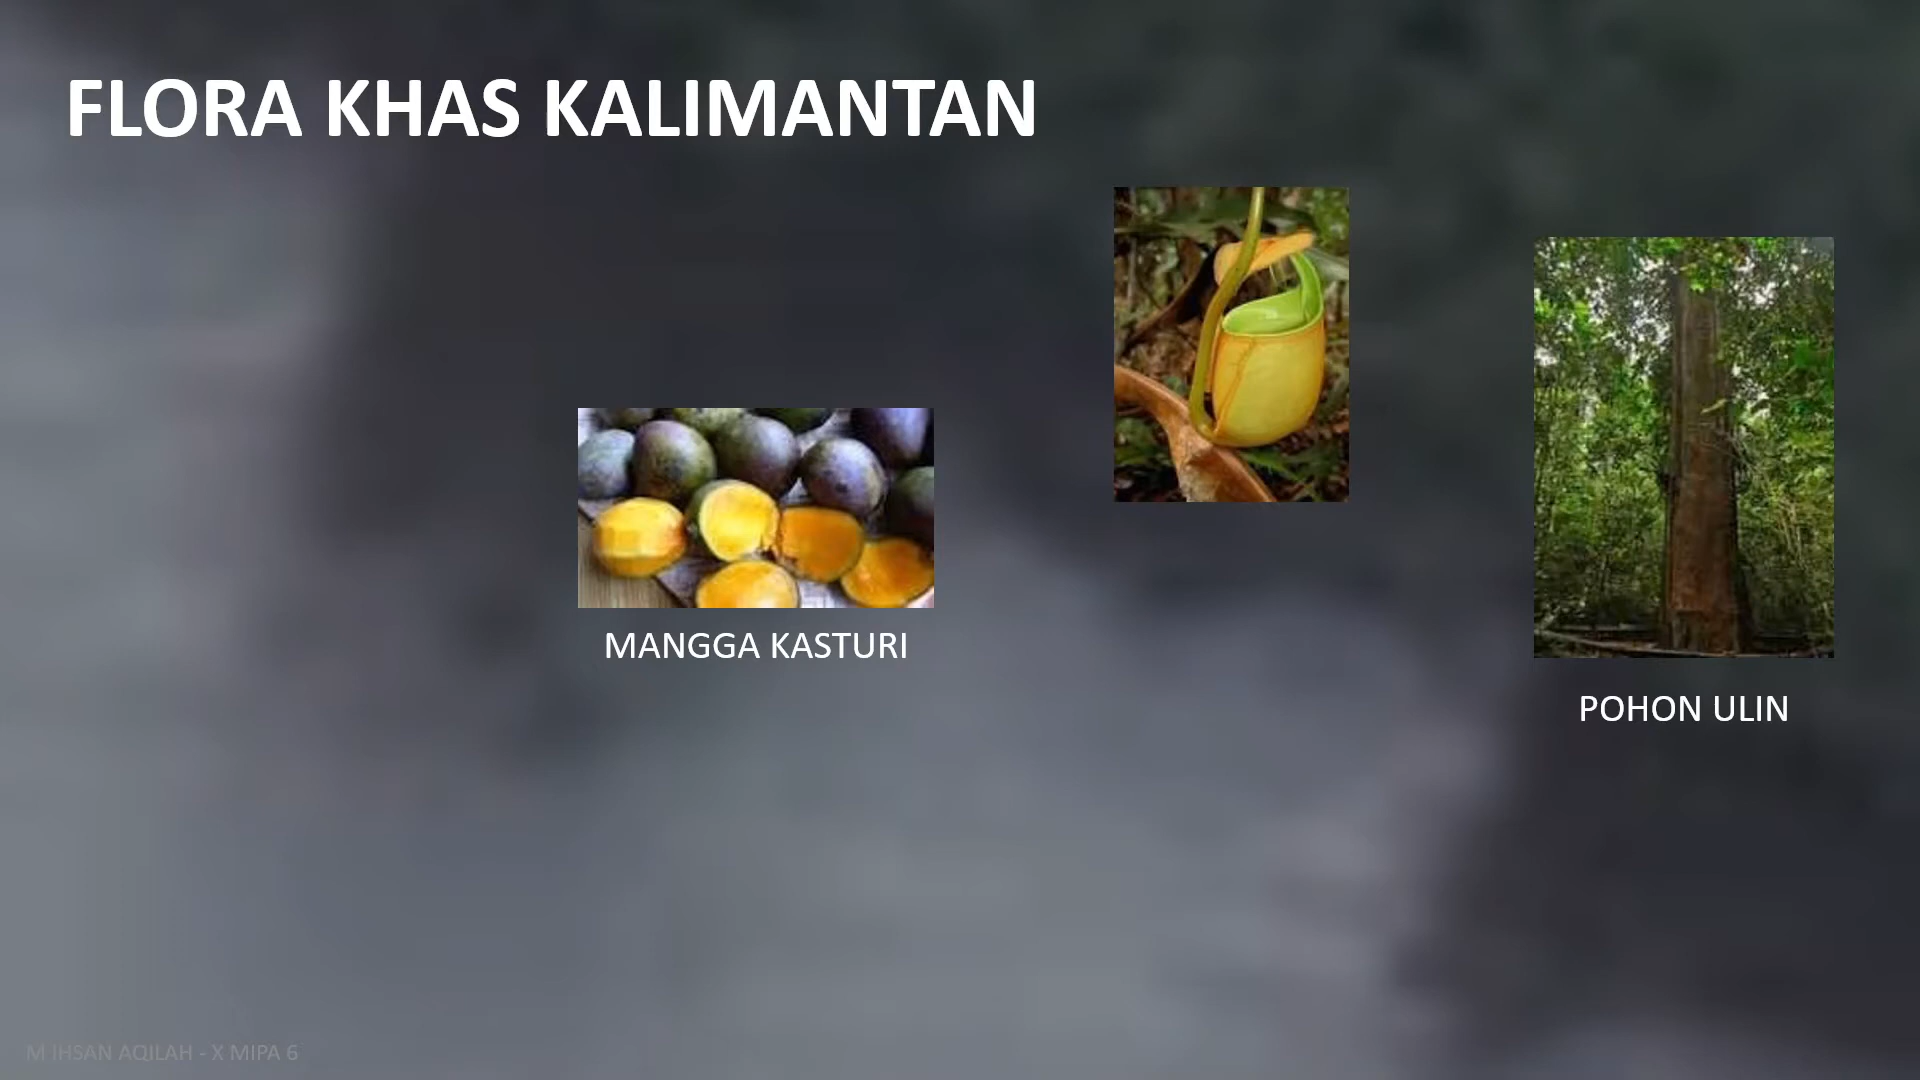 FLORA KHAS KALIMANTAN
MANGGA KASTURI
POHON ULIN
M IHSAN AQILAH - X MIPA 6